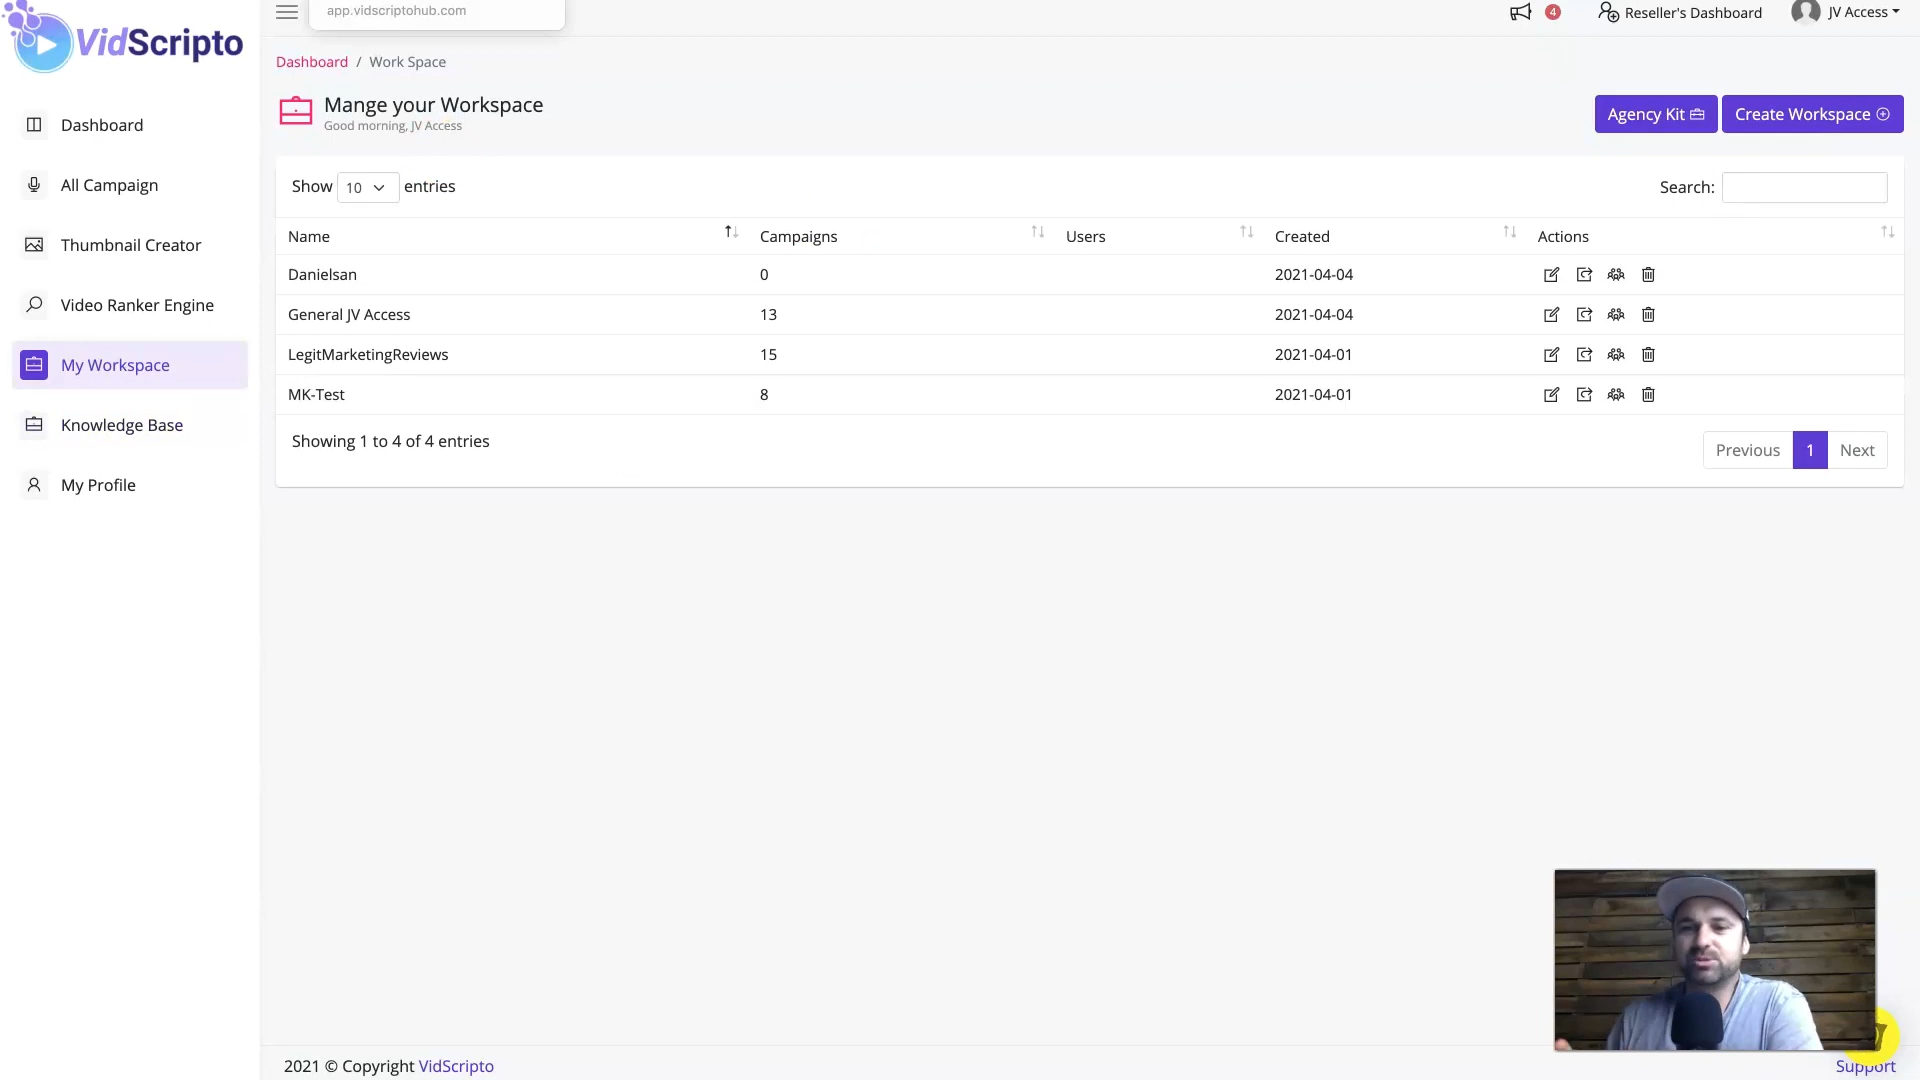 app.vidscriptohub.com
4
Reseller's Dashboard
JV Access
VidScripto
Dashboard
All Campaign
Thumbnail Creator
Video Ranker Engine
My Workspace
Knowledge Base
My Profile
Dashboard / Work Space
Mange your Workspace
Good morning, JV Access
Agency Kit
Create Workspace
Show 10 entries
Search:
Name Campaigns Users Created Actions
Danielsan 0 2021-04-04
General JV Access 13 2021-04-04
LegitMarketingReviews 15 2021-04-01
MK-Test 8 2021-04-01
Showing 1 to 4 of 4 entries
Previous 1 Next
2021 © Copyright VidScripto
Support